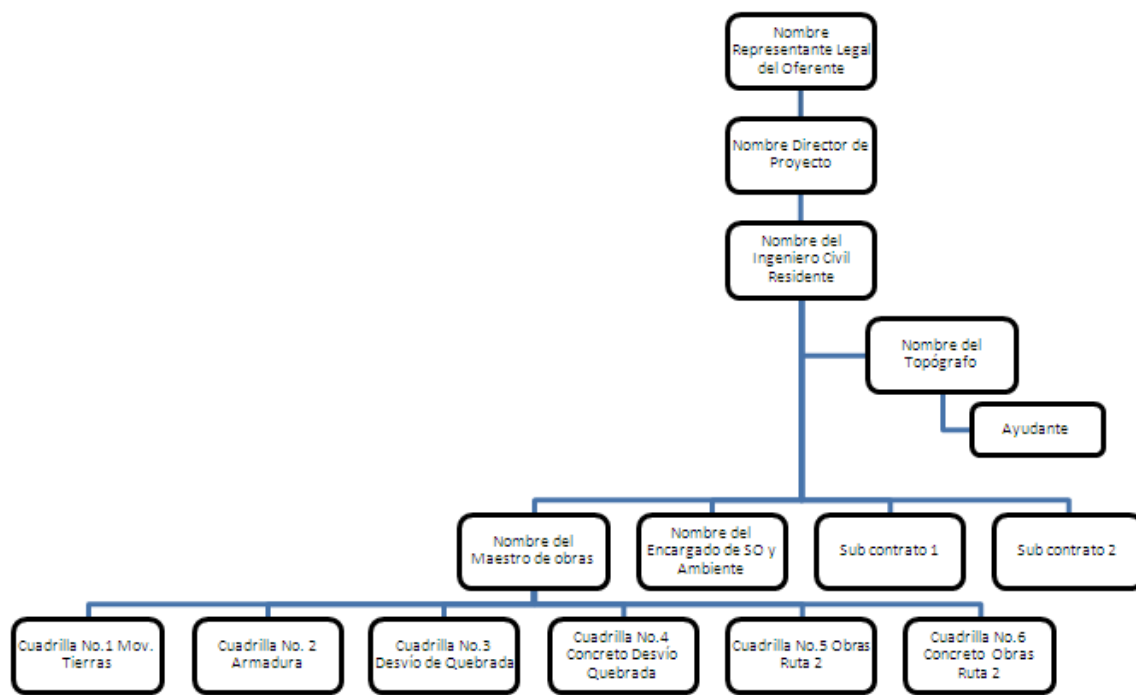 Nombre
Representante Legal
del Oferente
Nombre Director de
Proyecto
Nombre del
Ingeniero Civil
Residente
Nombre del
Topógrafo
Ayudante
Nombre del
Maestro de obras
Nombre del
Encargado de SO y
Ambiente
Sub contrato 1
Sub contrato 2
Cuadrilla No.1 Mov.
Tierras
Cuadrilla No. 2
Armadura
Cuadrilla No.3
Desvío de Quebrada
Cuadrilla No.4
Concreto Desvío
Quebrada
Cuadrilla No.5 Obras
Ruta 2
Cuadrilla No.6
Concreto Obras
Ruta 2